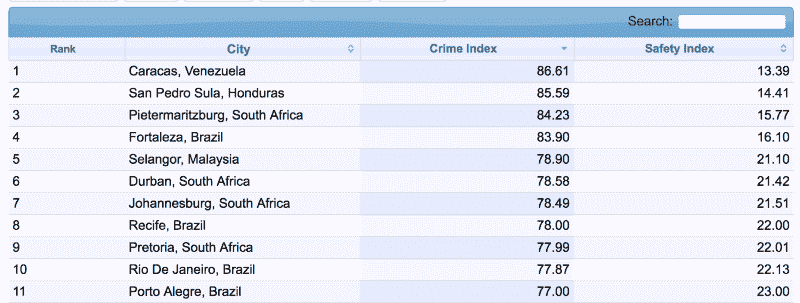 Search:
Rank City Crime Index Safety Index
1 Caracas, Venezuela 86.61 13.39
2 San Pedro Sula, Honduras 85.59 14.41
3 Pietermaritzburg, South Africa 84.23 15.77
4 Fortaleza, Brazil 83.90 16.10
5 Selangor, Malaysia 78.90 21.10
6 Durban, South Africa 78.58 21.42
7 Johannesburg, South Africa 78.49 21.51
8 Recife, Brazil 78.00 22.00
9 Pretoria, South Africa 77.99 22.01
10 Rio De Janeiro, Brazil 77.87 22.13
11 Porto Alegre, Brazil 77.00 23.00